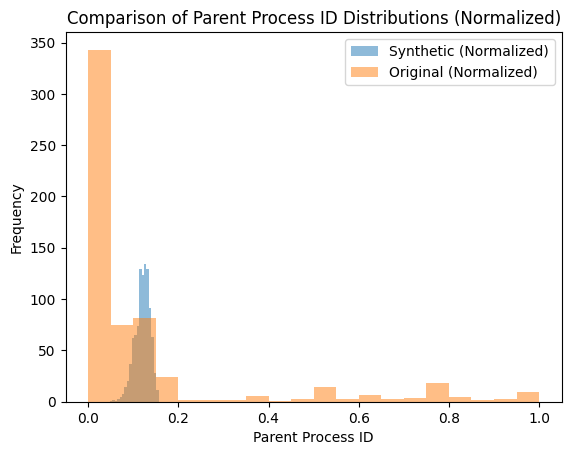 Comparison of Parent Process ID Distributions (Normalized)
Synthetic (Normalized)
Original (Normalized)
350
300
250
200
150
100
50
0
Frequency
0.0 0.2 0.4 0.6 0.8 1.0
Parent Process ID